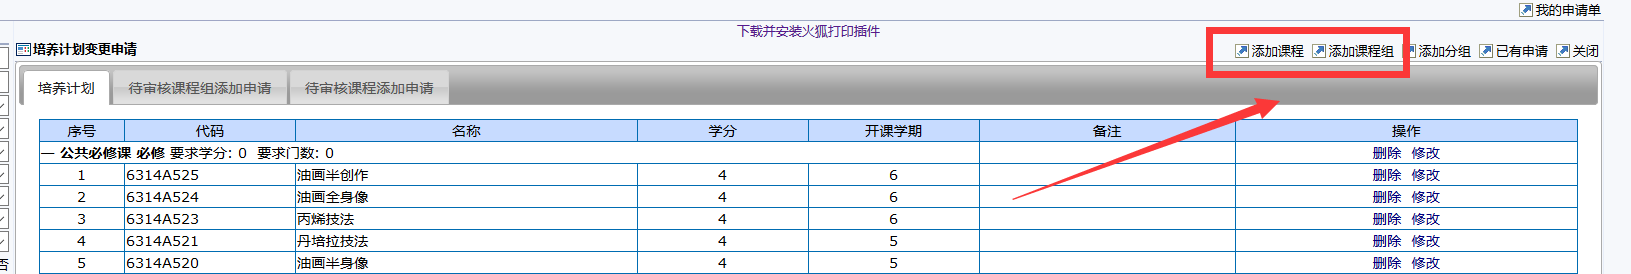 我的申请单
下载并安装火狐打印插件
培养计划变更申请
添加课程 添加课程组 添加分组 已有申请 关闭
培养计划 待审核课程组添加申请 待审核课程添加申请
序号 代码 名称 学分 开课学期 备注 操作
— 公共必修课 必修 要求学分: 0 要求门数: 0 删除 修改
1 6314A525 油画半创作 4 6 删除 修改
2 6314A524 油画全身像 4 6 删除 修改
3 6314A523 丙烯技法 4 6 删除 修改
4 6314A521 丹培拉技法 4 5 删除 修改
5 6314A520 油画半身像 4 5 删除 修改
否